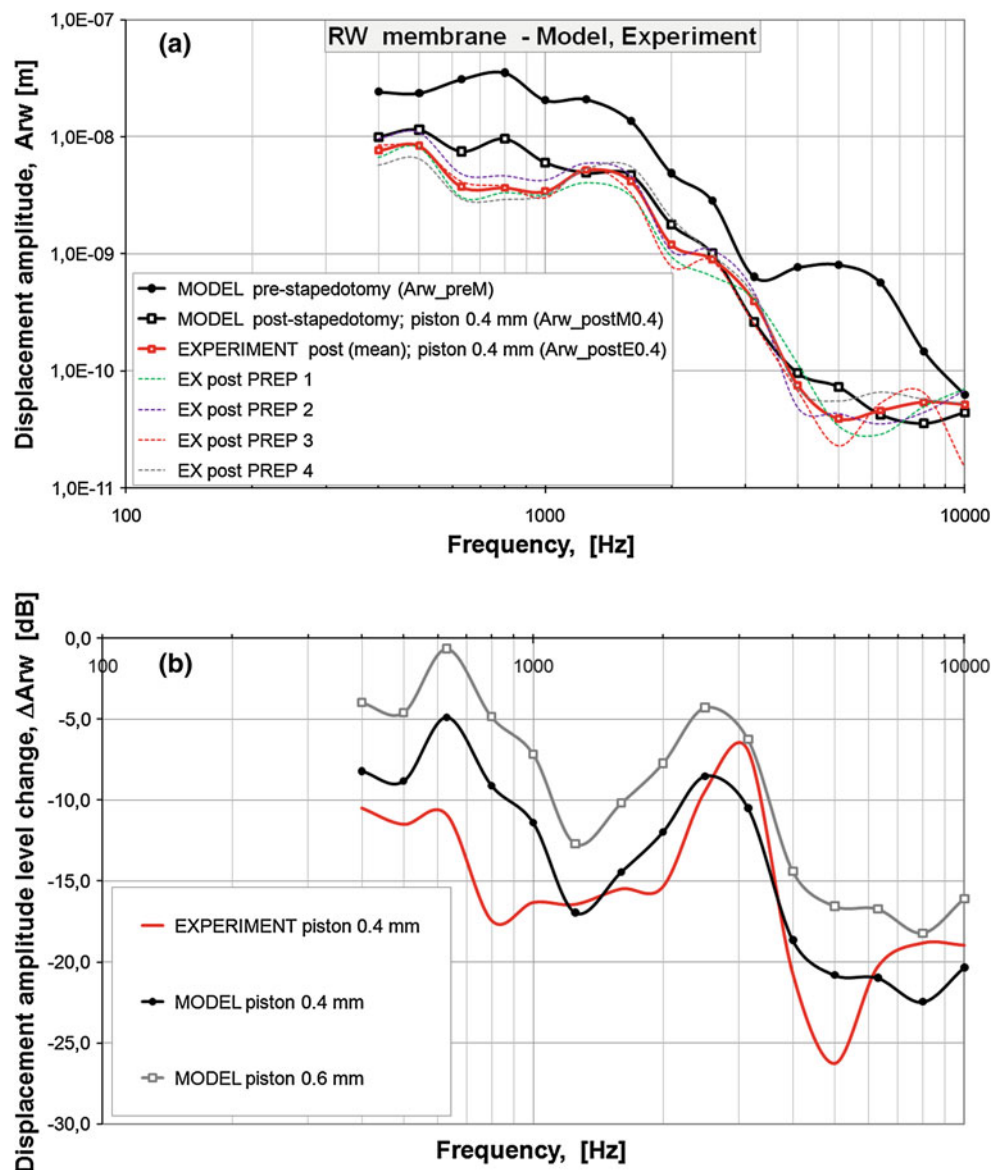 (a)
RW membrane - Model, Experiment
Displacement amplitude, Arw [m]
1,0E-07
1,0E-08
1,0E-09
1,0E-10
1,0E-11
MODEL pre-stapedotomy (Arw_preM)
MODEL post-stapedotomy; piston 0.4 mm (Arw_postM0.4)
EXPERIMENT post (mean); piston 0.4 mm (Arw_postE0.4)
EX post PREP 1
EX post PREP 2
EX post PREP 3
EX post PREP 4
100
1000
10000
Frequency, [Hz]
(b)
Displacement amplitude level change, ΔArw [dB]
0,0
-5,0
-10,0
-15,0
-20,0
-25,0
-30,0
100
1000
10000
EXPERIMENT piston 0.4 mm
MODEL piston 0.4 mm
MODEL piston 0.6 mm
Frequency, [Hz]